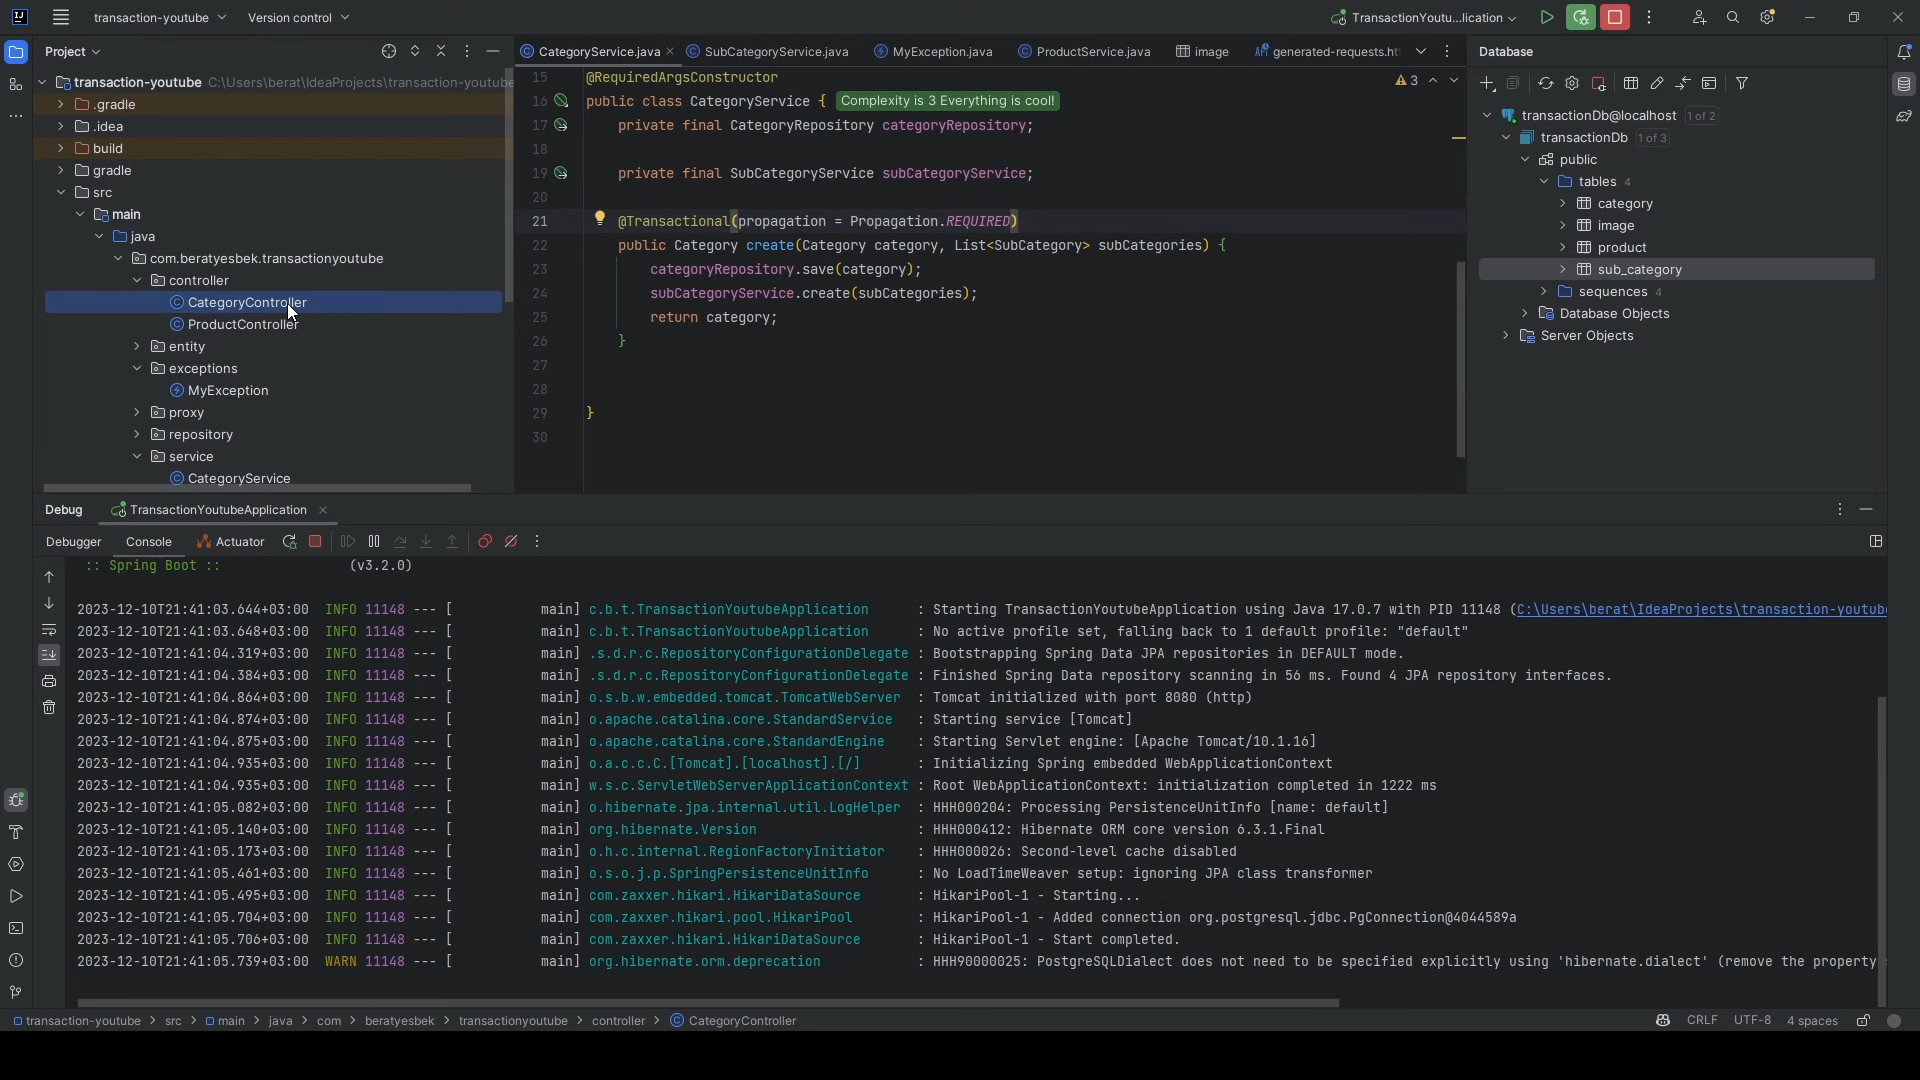 transaction-youtube
Version control
TransactionYoutu...lication
Project
transaction-youtube C:\Users\berat\IdeaProjects\transaction-youtube
.gradle
.idea
build
gradle
src
main
java
com.beratyesbek.transactionyoutube
controller
CategoryController
ProductController
entity
exceptions
MyException
proxy
repository
service
CategoryService
CategoryService.java
SubCategoryService.java
MyException.java
ProductService.java
image
generated-requests.ht
15 @RequiredArgsConstructor
16 public class CategoryService { Complexity is 3 Everything is cool!
17 private final CategoryRepository categoryRepository;
18
19 private final SubCategoryService subCategoryService;
20
21 @Transactional(propagation = Propagation.REQUIRED)
22 public Category create(Category category, List<SubCategory> subCategories) {
23 categoryRepository.save(category);
24 subCategoryService.create(subCategories);
25 return category;
26 }
27
28
29 }
30
3
Database
transactionDb@localhost 1 of 2
transactionDb 1 of 3
public
tables 4
category
image
product
sub_category
sequences 4
Database Objects
Server Objects
Debug TransactionYoutubeApplication
Debugger Console Actuator
:: Spring Boot :: (v3.2.0)
2023-12-10T21:41:03.644+03:00 INFO 11148 --- [ main] c.b.t.TransactionYoutubeApplication : Starting TransactionYoutubeApplication using Java 17.0.7 with PID 11148 (C:\Users\berat\IdeaProjects\transaction-youtube
2023-12-10T21:41:03.648+03:00 INFO 11148 --- [ main] c.b.t.TransactionYoutubeApplication : No active profile set, falling back to 1 default profile: "default"
2023-12-10T21:41:04.319+03:00 INFO 11148 --- [ main] .s.d.r.c.RepositoryConfigurationDelegate : Bootstrapping Spring Data JPA repositories in DEFAULT mode.
2023-12-10T21:41:04.384+03:00 INFO 11148 --- [ main] .s.d.r.c.RepositoryConfigurationDelegate : Finished Spring Data repository scanning in 56 ms. Found 4 JPA repository interfaces.
2023-12-10T21:41:04.864+03:00 INFO 11148 --- [ main] o.s.b.w.embedded.tomcat.TomcatWebServer : Tomcat initialized with port 8080 (http)
2023-12-10T21:41:04.874+03:00 INFO 11148 --- [ main] o.apache.catalina.core.StandardService : Starting service [Tomcat]
2023-12-10T21:41:04.875+03:00 INFO 11148 --- [ main] o.apache.catalina.core.StandardEngine : Starting Servlet engine: [Apache Tomcat/10.1.16]
2023-12-10T21:41:04.935+03:00 INFO 11148 --- [ main] o.a.c.c.C.[Tomcat].[localhost].[/] : Initializing Spring embedded WebApplicationContext
2023-12-10T21:41:04.935+03:00 INFO 11148 --- [ main] w.s.c.ServletWebServerApplicationContext : Root WebApplicationContext: initialization completed in 1222 ms
2023-12-10T21:41:05.082+03:00 INFO 11148 --- [ main] o.hibernate.jpa.internal.util.LogHelper : HHH000204: Processing PersistenceUnitInfo [name: default]
2023-12-10T21:41:05.140+03:00 INFO 11148 --- [ main] org.hibernate.Version : HHH000412: Hibernate ORM core version 6.3.1.Final
2023-12-10T21:41:05.173+03:00 INFO 11148 --- [ main] o.h.c.internal.RegionFactoryInitiator : HHH000026: Second-level cache disabled
2023-12-10T21:41:05.461+03:00 INFO 11148 --- [ main] o.s.o.j.p.SpringPersistenceUnitInfo : No LoadTimeWeaver setup: ignoring JPA class transformer
2023-12-10T21:41:05.495+03:00 INFO 11148 --- [ main] com.zaxxer.hikari.HikariDataSource : HikariPool-1 - Starting...
2023-12-10T21:41:05.704+03:00 INFO 11148 --- [ main] com.zaxxer.hikari.pool.HikariPool : HikariPool-1 - Added connection org.postgresql.jdbc.PgConnection@4044589a
2023-12-10T21:41:05.706+03:00 INFO 11148 --- [ main] com.zaxxer.hikari.HikariDataSource : HikariPool-1 - Start completed.
2023-12-10T21:41:05.739+03:00 WARN 11148 --- [ main] org.hibernate.orm.deprecation : HHH90000025: PostgreSQLDialect does not need to be specified explicitly using 'hibernate.dialect' (remove the property
transaction-youtube > src > main > java > com > beratyesbek > transactionyoutube > controller > CategoryController
CRLF UTF-8 4 spaces